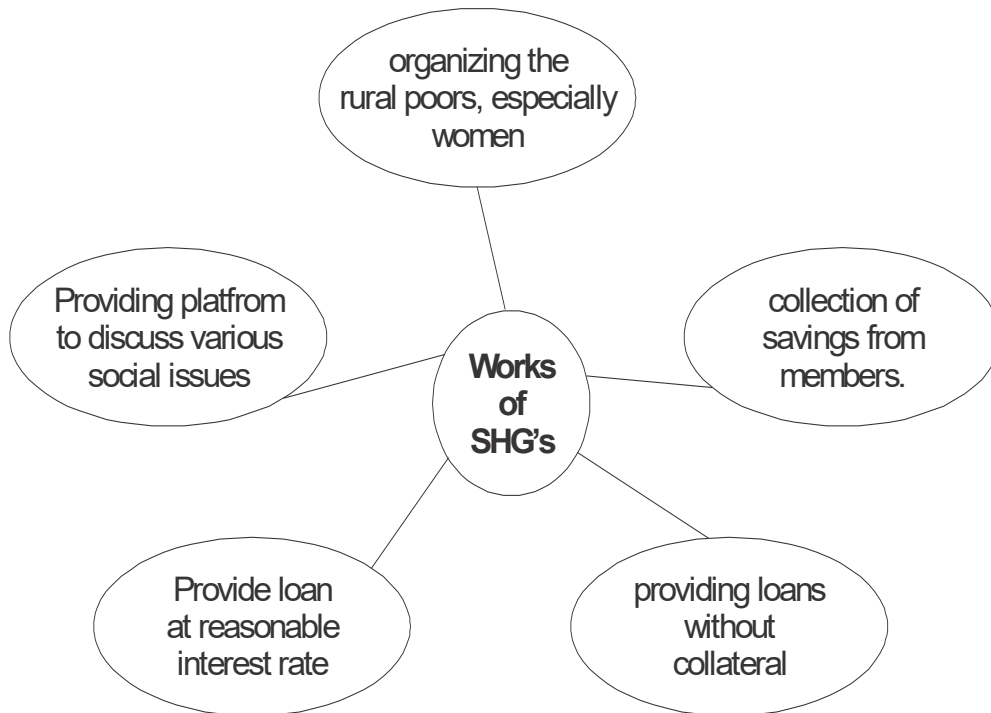 organizing the
rural poors, especially
women
Providing platfrom
to discuss various
social issues
collection of
savings from
members.
Works
of
SHG's
Provide loan
at reasonable
interest rate
providing loans
without
collateral